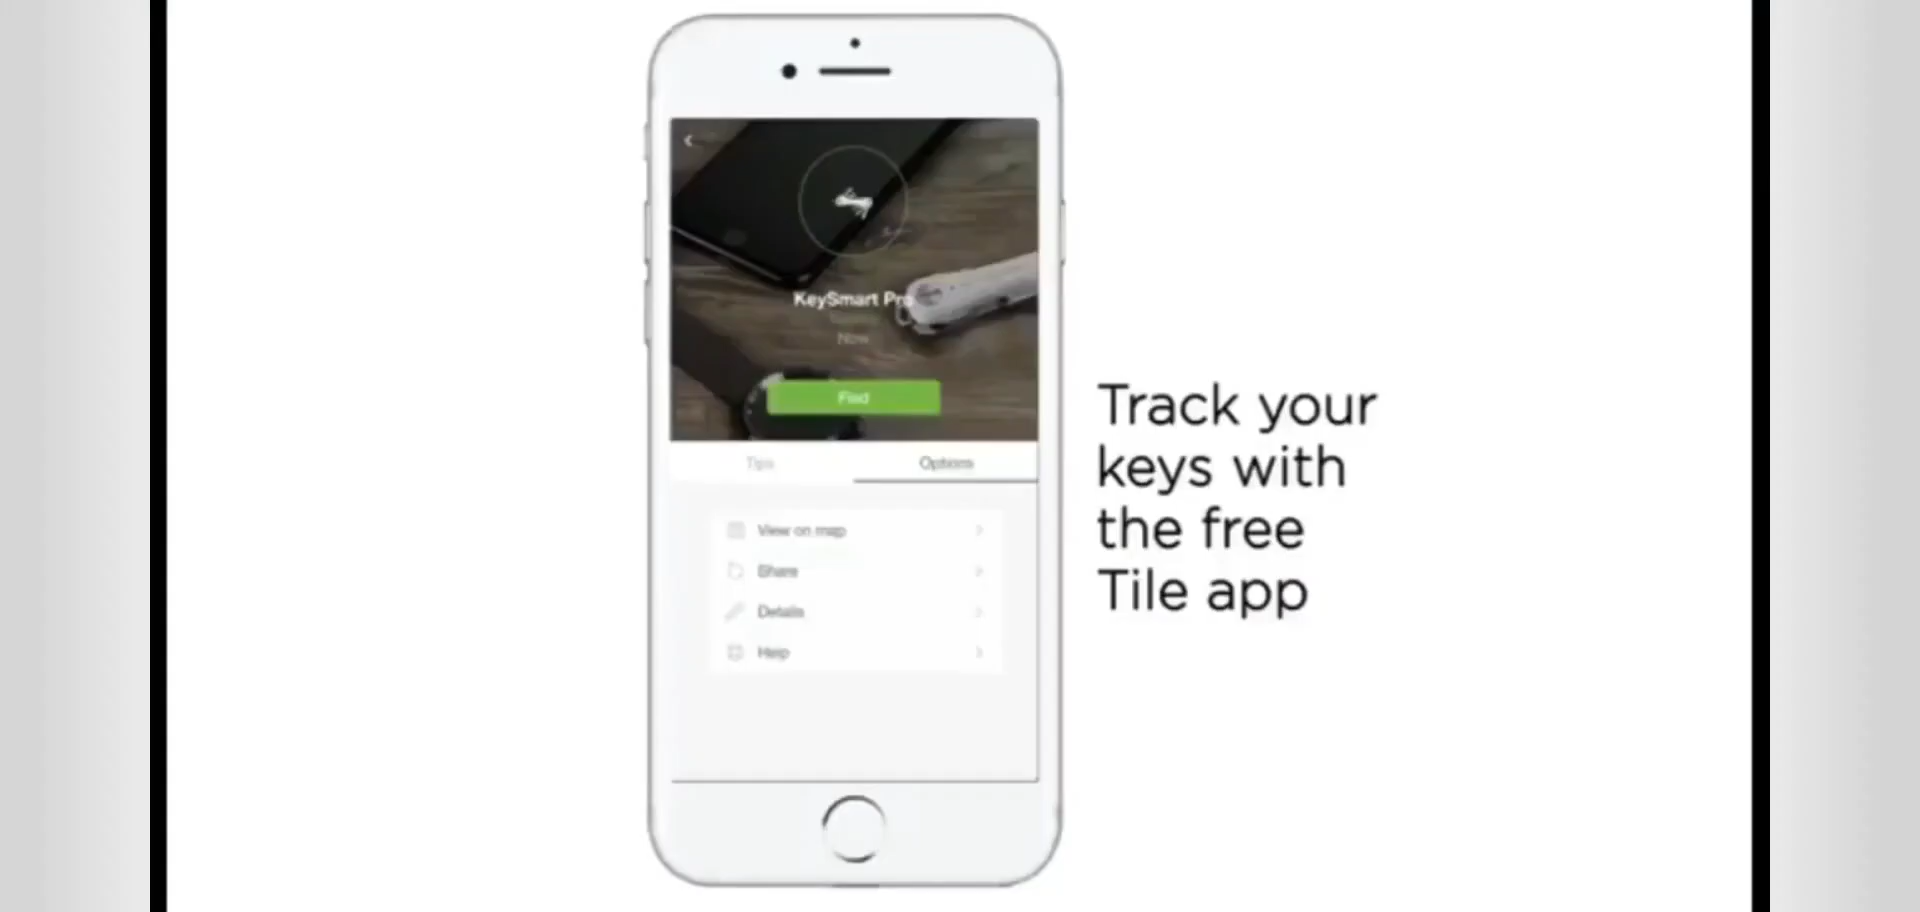 KeySmart Pro
Now
Find
Tips
Options
View on map
Share
Details
Help
Track your
keys with
the free
Tile app